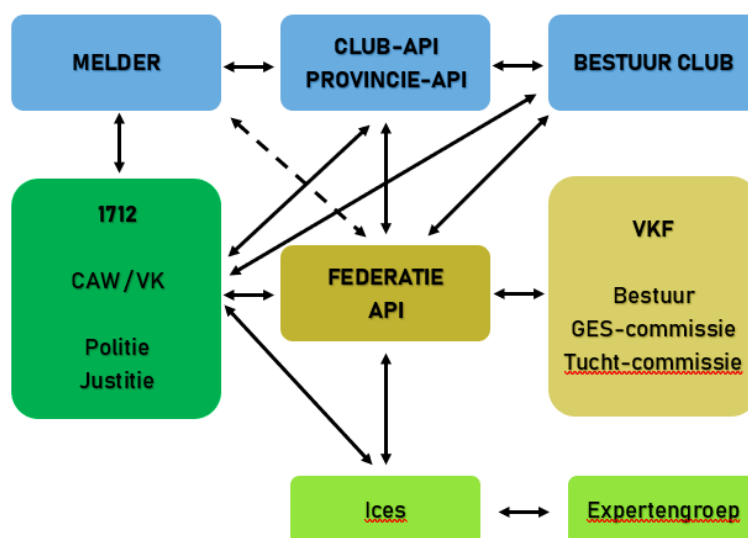 MELDER
CLUB-API
PROVINCIE-API
BESTUUR CLUB
1712
CAW/VK
Politie
Justitie
FEDERATIE
API
VKF
Bestuur
GES-commissie
Tucht-commissie
Ices
Expertengroep